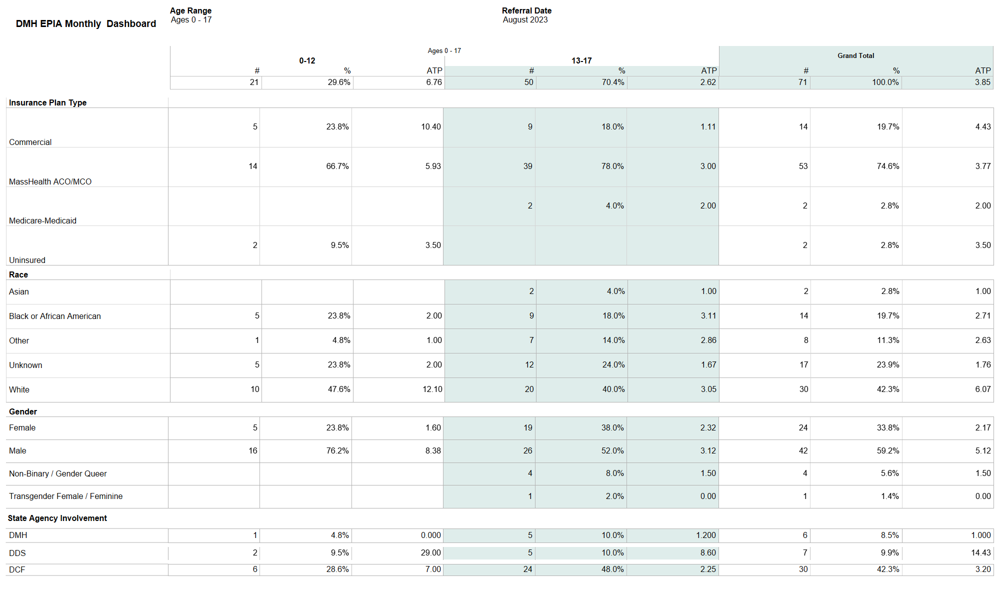 Age Range
Referral Date
DMH EPIA Monthly  Dashboard
Ages 0 - 17
August 2023
Ages 0 - 17
Grand Total
0-12
13-17
# % ATP # % ATP # % ATP
21 29.6% 6.76 50 70.4% 2.62 71 100.0% 3.85
Insurance Plan Type
Commercial 5 23.8% 10.40 9 18.0% 1.11 14 19.7% 4.43
MassHealth ACO/MCO 14 66.7% 5.93 39 78.0% 3.00 53 74.6% 3.77
Medicare-Medicaid 2 4.0% 2.00 2 2.8% 2.00
Uninsured 2 9.5% 3.50 2 2.8% 3.50
Race
Asian 2 4.0% 1.00 2 2.8% 1.00
Black or African American 5 23.8% 2.00 9 18.0% 3.11 14 19.7% 2.71
Other 1 4.8% 1.00 7 14.0% 2.86 8 11.3% 2.63
Unknown 5 23.8% 2.00 12 24.0% 1.67 17 23.9% 1.76
White 10 47.6% 12.10 20 40.0% 3.05 30 42.3% 6.07
Gender
Female 5 23.8% 1.60 19 38.0% 2.32 24 33.8% 2.17
Male 16 76.2% 8.38 26 52.0% 3.12 42 59.2% 5.12
Non-Binary / Gender Queer 4 8.0% 1.50 4 5.6% 1.50
Transgender Female / Feminine 1 2.0% 0.00 1 1.4% 0.00
State Agency Involvement
DMH 1 4.8% 0.000 5 10.0% 1.200 6 8.5% 1.000
DDS 2 9.5% 29.00 5 10.0% 8.60 7 9.9% 14.43
DCF 6 28.6% 7.00 24 48.0% 2.25 30 42.3% 3.20